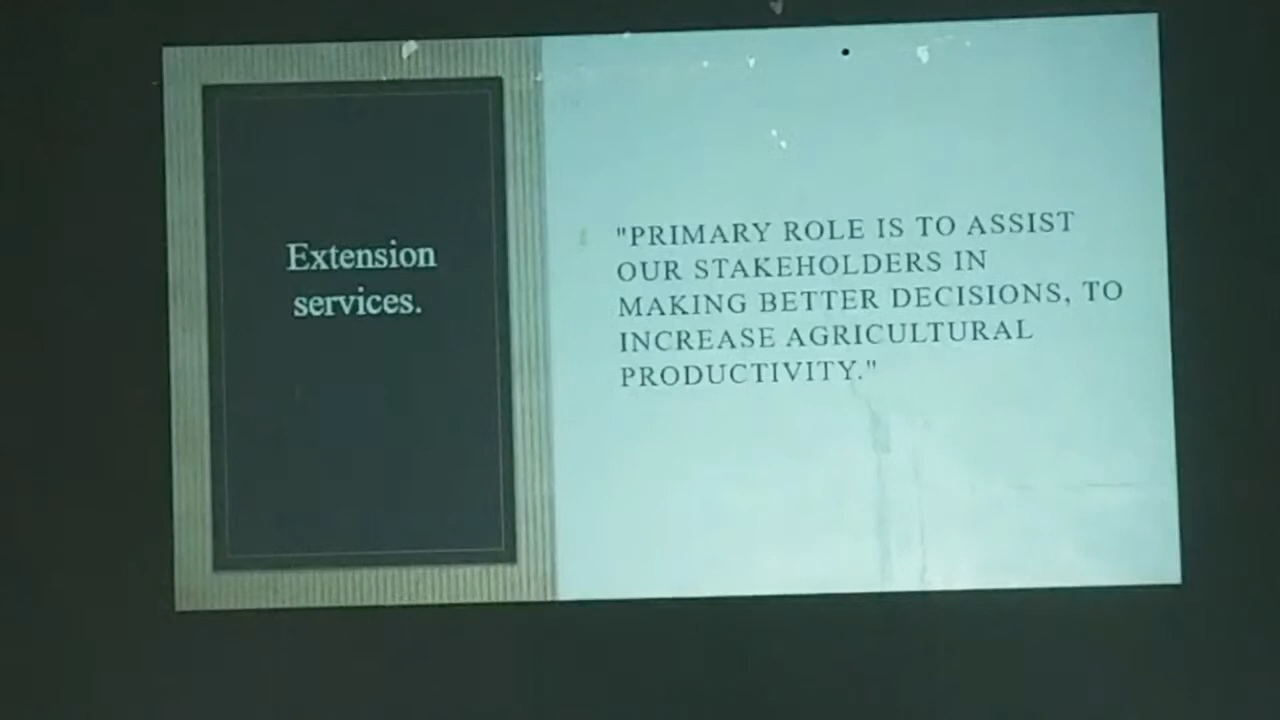 Extension
services.
"PRIMARY ROLE IS TO ASSIST
OUR STAKEHOLDERS IN
MAKING BETTER DECISIONS, TO
INCREASE AGRICULTURAL
PRODUCTIVITY."